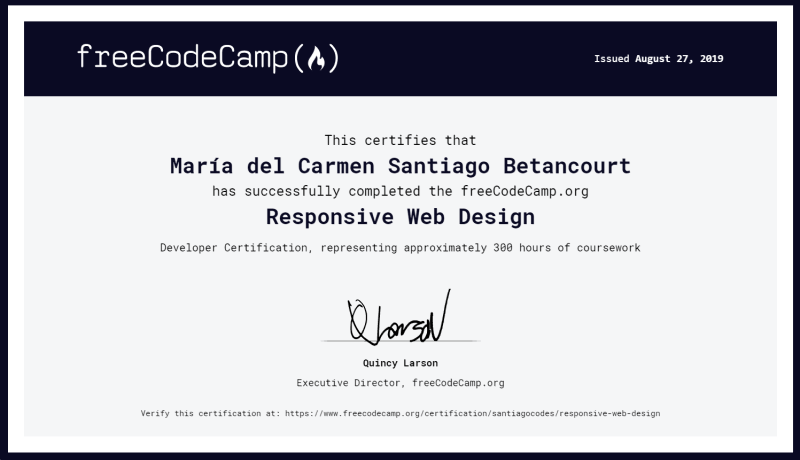 freeCodeCamp
Issued August 27, 2019
This certifies that
María del Carmen Santiago Betancourt
has successfully completed the freeCodeCamp.org
Responsive Web Design
Developer Certification, representing approximately 300 hours of coursework
Q Larson
Quincy Larson
Executive Director, freeCodeCamp.org
Verify this certification at: https://www.freecodecamp.org/certification/santiagocodes/responsive-web-design